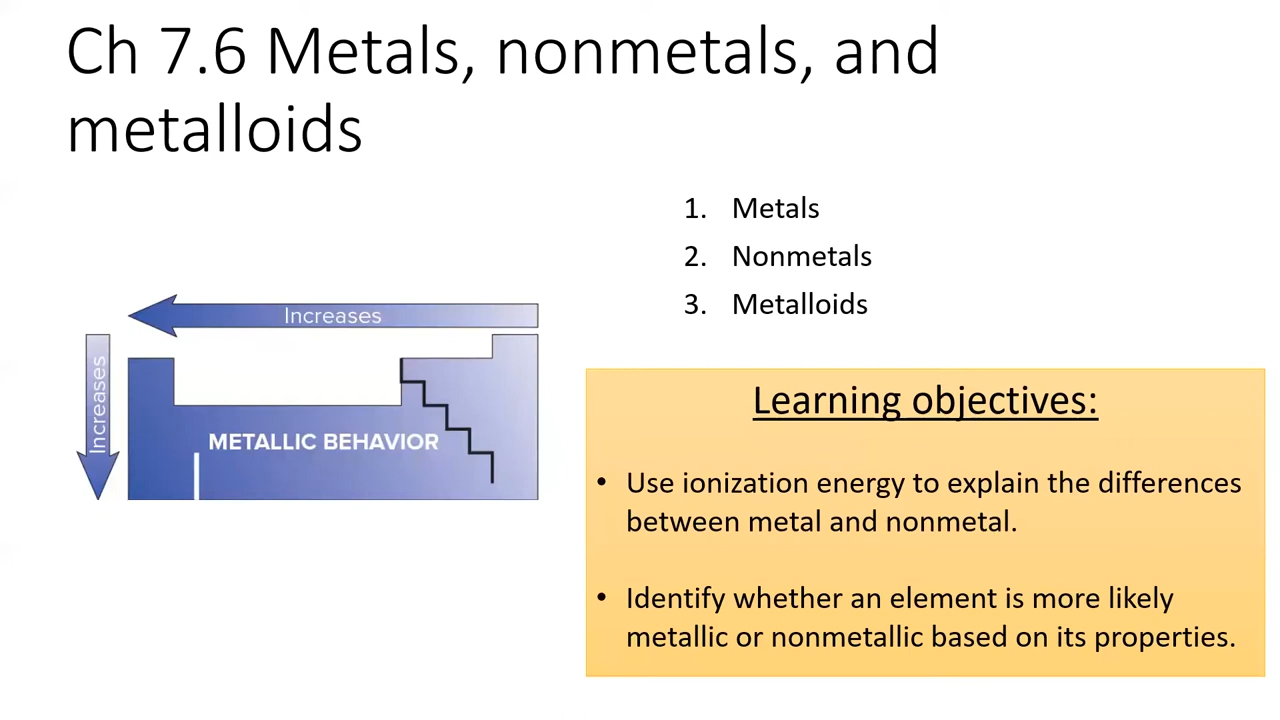 Ch 7.6 Metals, nonmetals, and
metalloids
1. Metals
2. Nonmetals
3. Metalloids
Increases
Increases
METALLIC BEHAVIOR
Learning objectives:
• Use ionization energy to explain the differences
between metal and nonmetal.
• Identify whether an element is more likely
metallic or nonmetallic based on its properties.